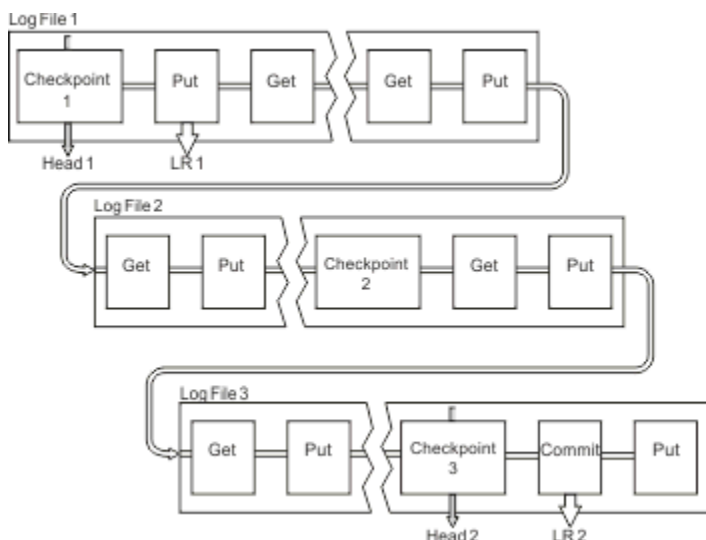 Log File 1
Checkpoint
1
Put
Get
Get
Put
Head 1
LR 1
Log File 2
Get
Put
Checkpoint
2
Get
Put
Log File 3
Get
Put
Checkpoint
3
Commit
Put
Head 2
LR 2